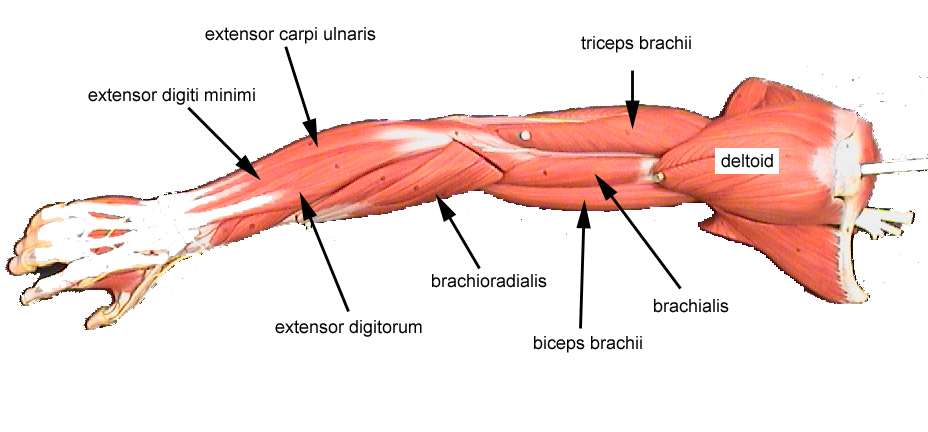 extensor carpi ulnaris
triceps brachii
extensor digiti minimi
deltoid
brachioradialis
brachialis
extensor digitorum
biceps brachii